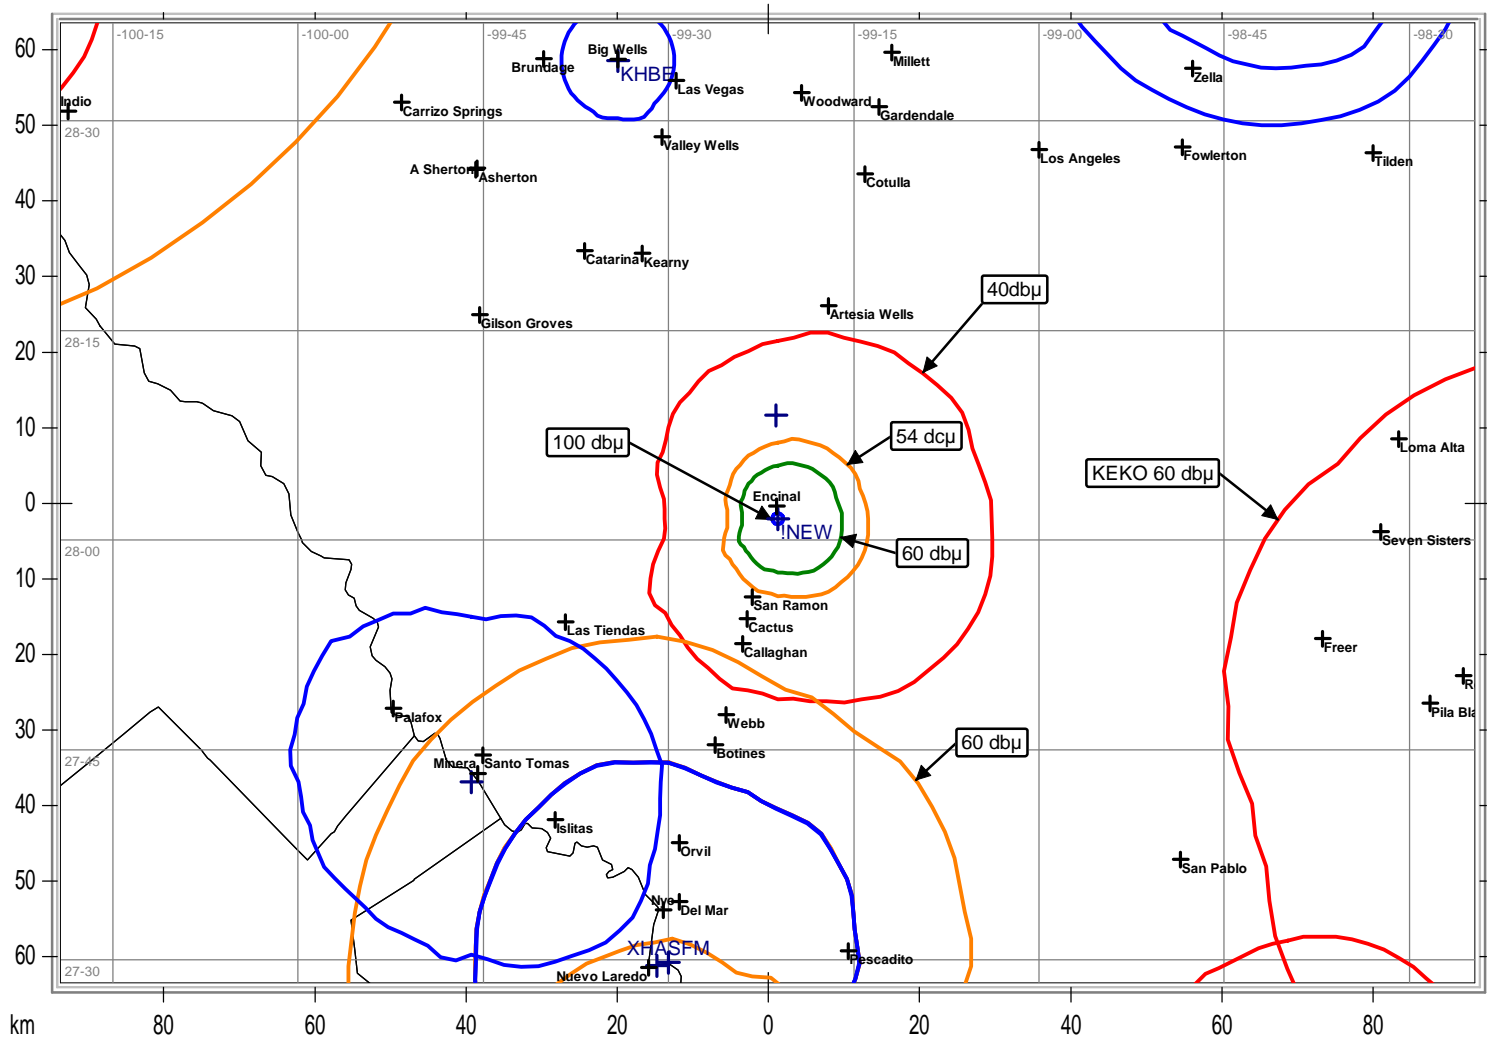 -100-15
-100-00
-99-45
-99-30
-99-15
-99-00
-98-45
-98-30
60
50
40
30
20
10
0
10
20
30
40
50
60
28-30
28-15
28-00
27-45
27-30
Indio
Brundage
Big Wells
KHBE
Las Vegas
Carrizo Springs
Valley Wells
A Sherton
Asherton
Millett
Woodward
Gardendale
Cotulla
Los Angeles
Zella
Fowlerton
Tilden
Catarina
Kearny
Gilson Groves
Artesia Wells
40dbµ
100 dbµ
54 dcµ
KEKO 60 dbµ
Loma Alta
Encinal
!NEW
60 dbµ
Seven Sisters
San Ramon
Cactus
Callaghan
Las Tiendas
Freer
R
Pila Bla
Palafox
Webb
Botines
60 dbµ
Minera
Santo Tomas
Islitas
Orvil
San Pablo
Nye
Del Mar
XHASFM
Nuevo Laredo
Pescadito
km
80
60
40
20
0
20
40
60
80